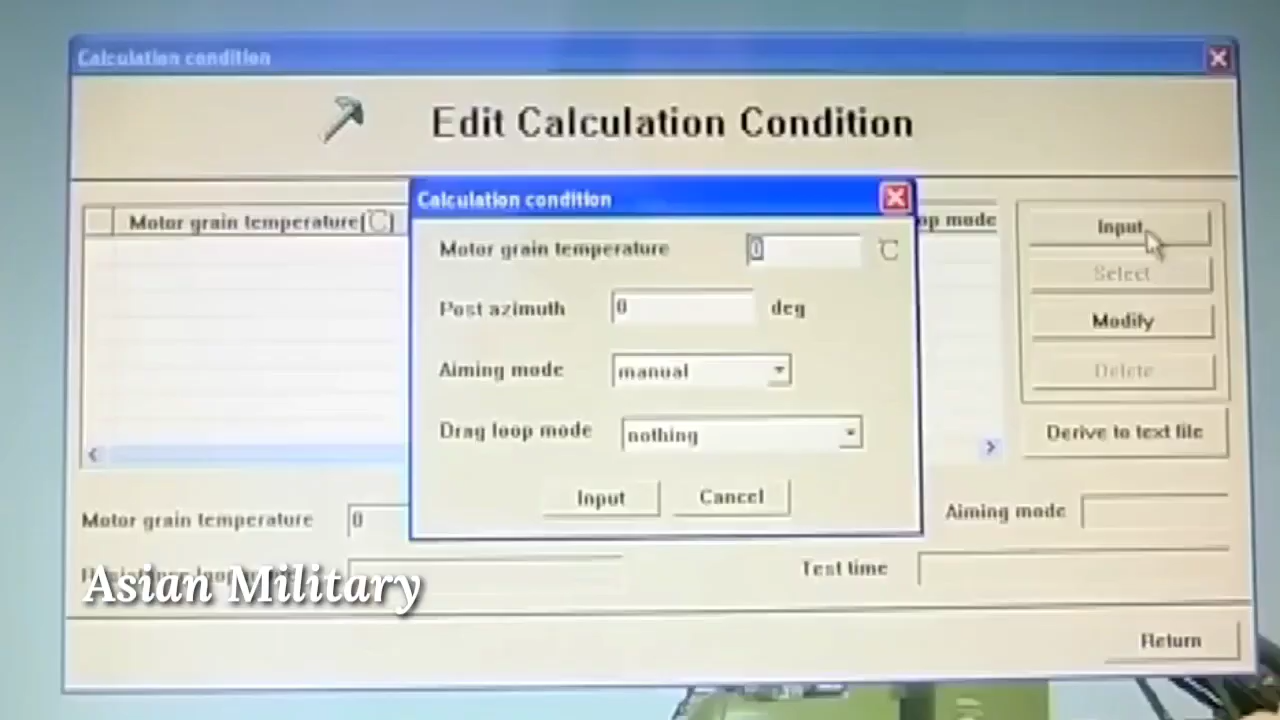 Calculation condition
Edit Calculation Condition
Calculation condition
Motor grain temperature[℃]
op mode
Motor grain temperature 0 ℃
Post azimuth 0 deg
Aiming mode manual
Drag loop mode nothing
Input Cancel
Input
Select
Modify
Delete
Derive to text file
Motor grain temperature 0
Aiming mode
Test time
Asian Military
Return